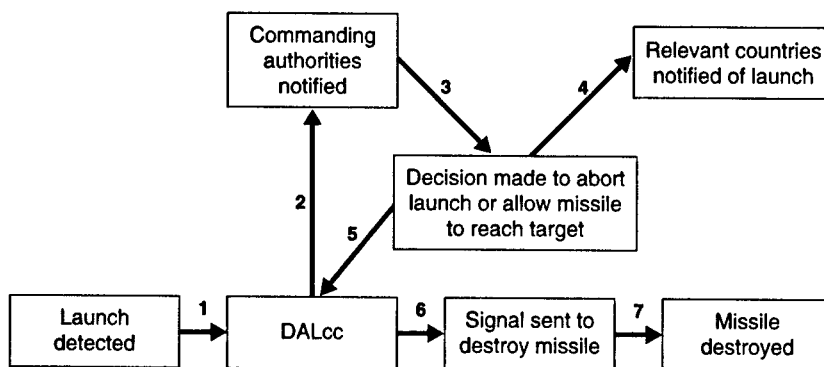 Commanding
authorities
notified
Relevant countries
notified of launch
3
4
Decision made to abort
launch or allow missile
to reach target
2
5
Launch
detected
1
DALcc
6
Signal sent to
destroy missile
7
Missile
destroyed